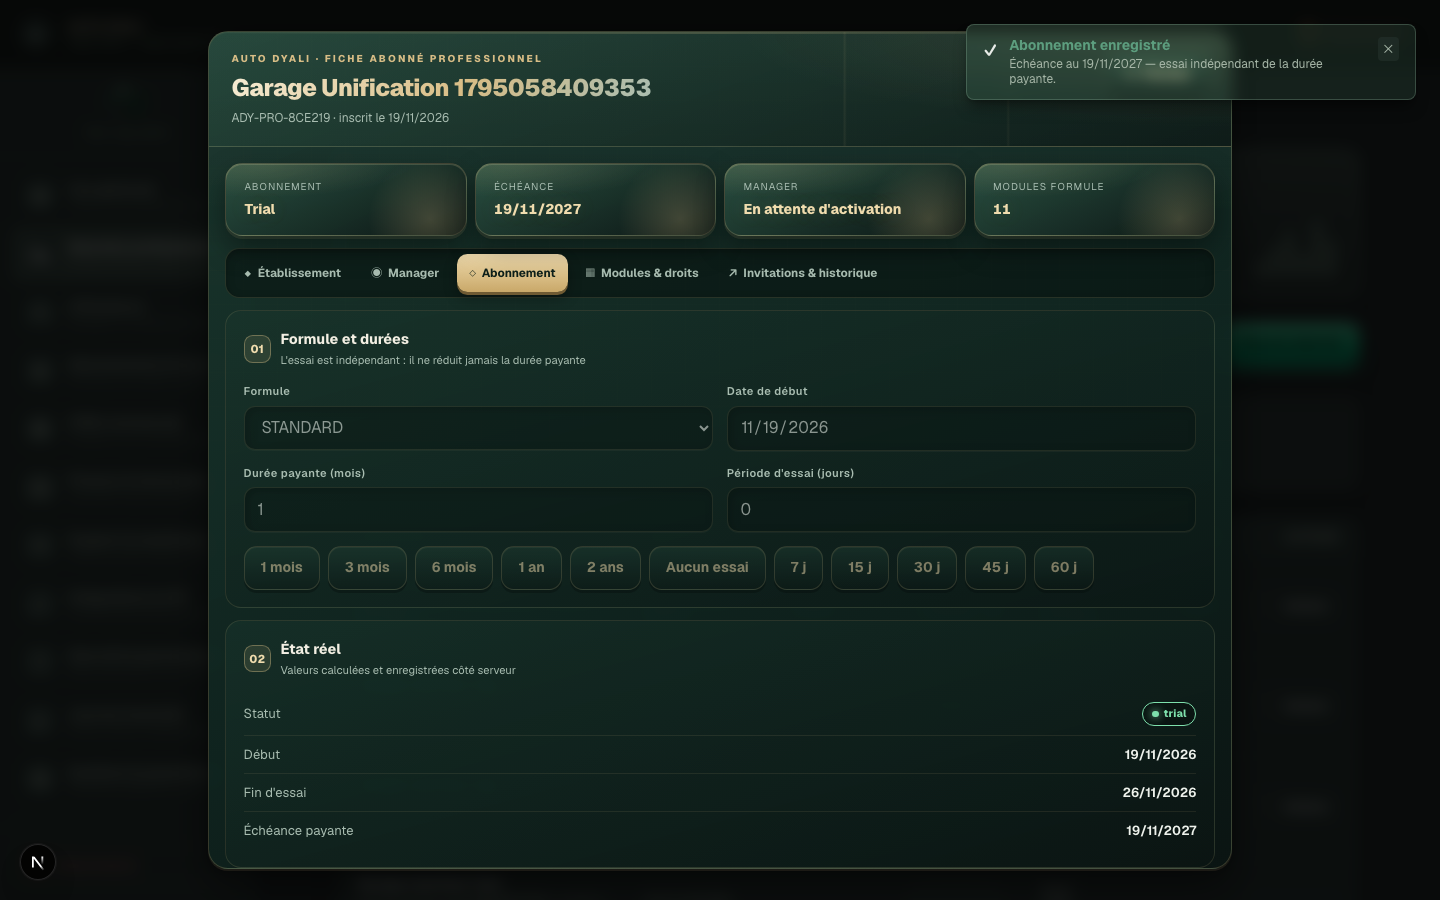 AUTO DYALI · FICHE ABONNÉ PROFESSIONNEL
Garage Unification 1795058409353
ADY-PRO-8CE219 · inscrit le 19/11/2026
Abonnement enregistré
Échéance au 19/11/2027 — essai indépendant de la durée
payante.
ABONNEMENT
Trial
ÉCHÉANCE
19/11/2027
MANAGER
En attente d'activation
MODULES FORMULE
11
Établissement
Manager
Abonnement
Modules & droits
Invitations & historique
01
Formule et durées
L'essai est indépendant : il ne réduit jamais la durée payante
Formule
STANDARD
Date de début
11/19/2026
Durée payante (mois)
1
Période d'essai (jours)
0
1 mois
3 mois
6 mois
1 an
2 ans
Aucun essai
7 j
15 j
30 j
45 j
60 j
02
État réel
Valeurs calculées et enregistrées côté serveur
Statut
trial
Début
19/11/2026
Fin d'essai
26/11/2026
Échéance payante
19/11/2027
N